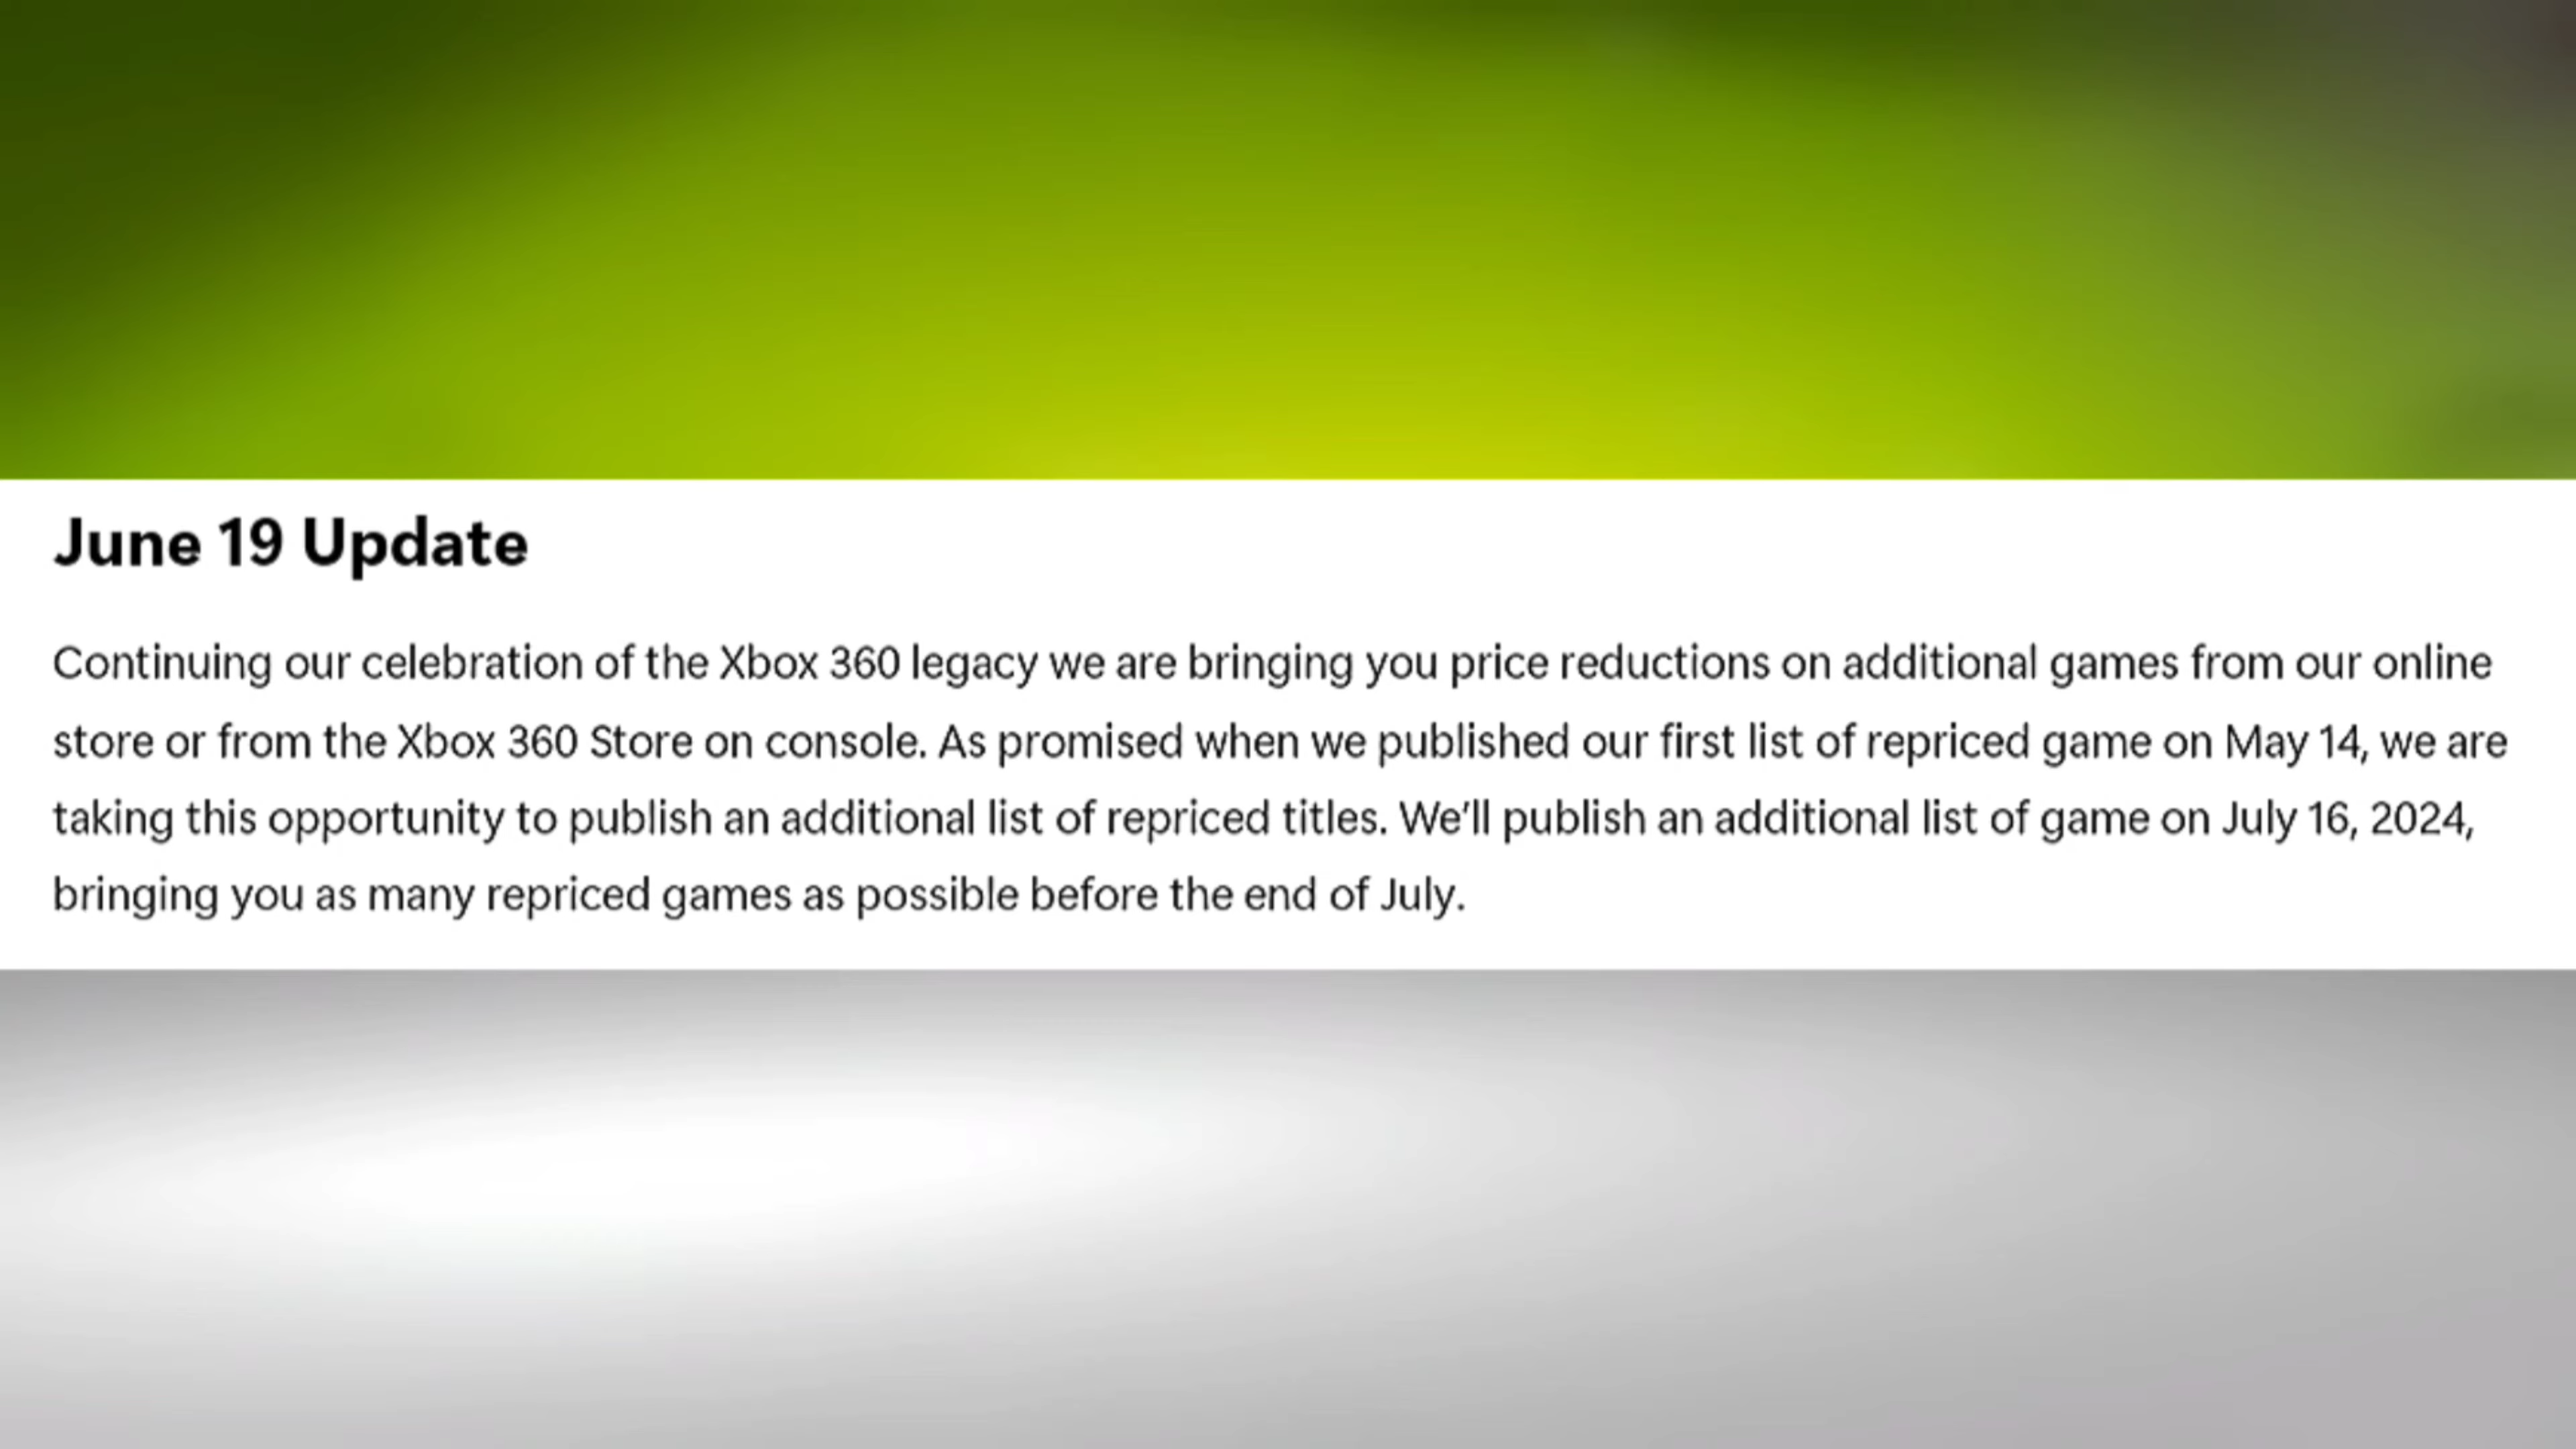 June 19 Update
Continuing our celebration of the Xbox 360 legacy we are bringing you price reductions on additional games from our online
store or from the Xbox 360 Store on console. As promised when we published our first list of repriced game on May 14, we are
taking this opportunity to publish an additional list of repriced titles. We'll publish an additional list of game on July 16, 2024,
bringing you as many repriced games as possible before the end of July.